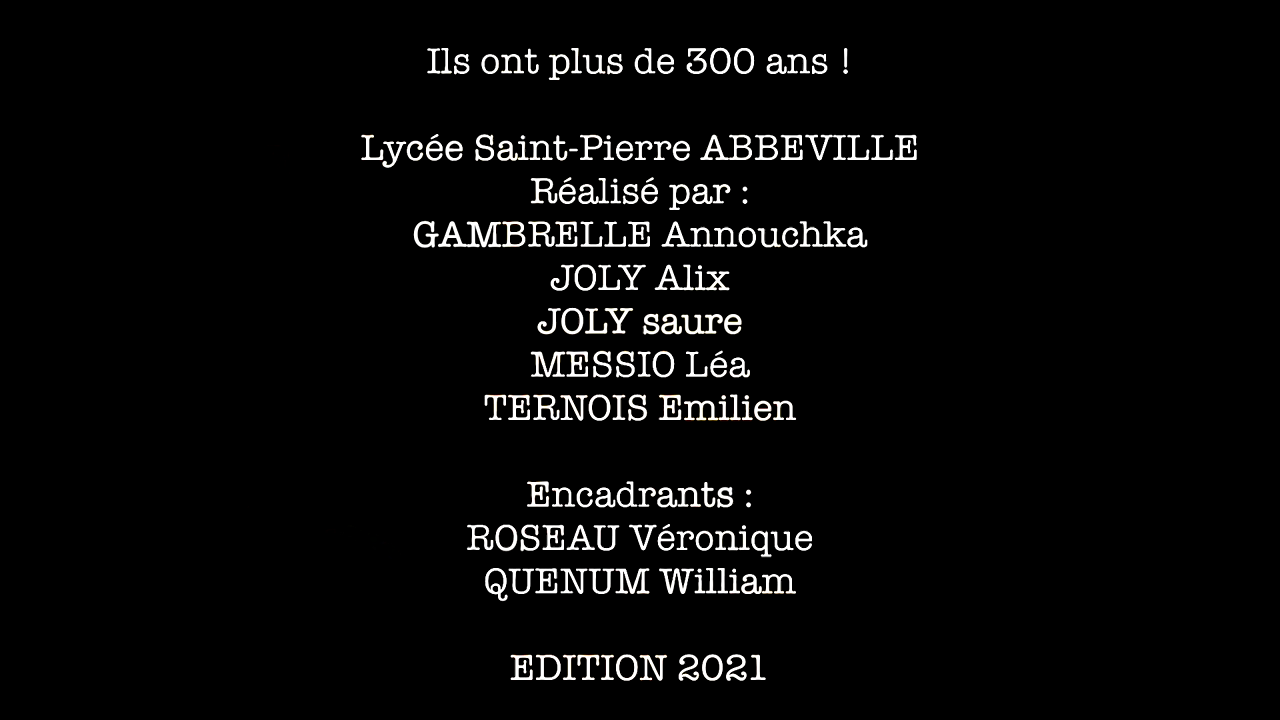 Ils ont plus de 300 ans !
Lycée Saint-Pierre ABBEVILLE
Réalisé par :
GAMBRELLE Annouchka
JOLY Alix
JOLY saure
MESSIO Léa
TERNOIS Emilien
Encadrants :
ROSEAU Véronique
QUENUM William
EDITION 2021